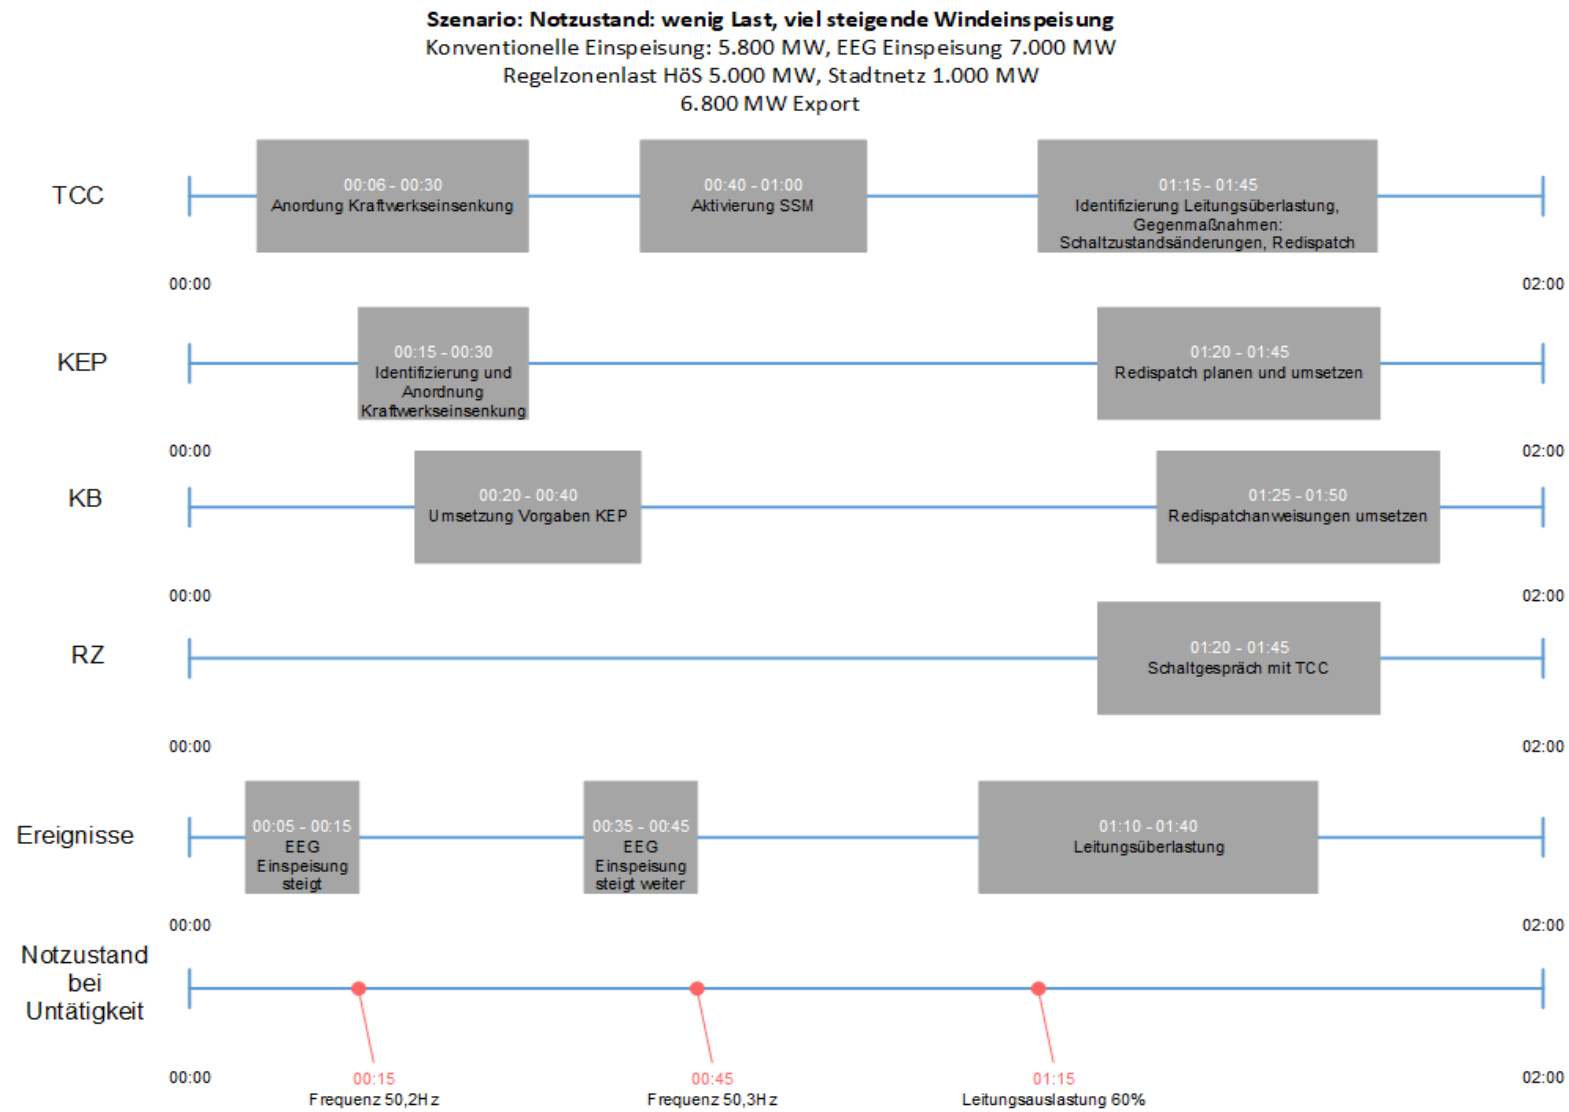 Szenario: Notzustand: wenig Last, viel steigende Windeinspeisung
Konventionelle Einspeisung: 5.800 MW, EEG Einspeisung 7.000 MW
Regelzonenlast HöS 5.000 MW, Stadtnetz 1.000 MW
6.800 MW Export
TCC
00:06 - 00:30
Anordung Kraftwerkseinsenkung
00:40 - 01:00
Aktivierung SSM
01:15 - 01:45
Identifizierung Leitungsüberlastung,
Gegenmaßnahmen:
Schaltzustandsänderungen, Redispatch
00:00
02:00
KEP
00:15 - 00:30
Identifizierung und
Anordnung
Kraftwerkseinsenkung
01:20 - 01:45
Redispatch planen und umsetzen
00:00
02:00
KB
00:20 - 00:40
Umsetzung Vorgaben KEP
01:25 - 01:50
Redispatchanweisungen umsetzen
00:00
02:00
RZ
01:20 - 01:45
Schaltgespräch mit TCC
00:00
02:00
Ereignisse
00:05 - 00:15
EEG
Einspeisung
steigt
00:35 - 00:45
EEG
Einspeisung
steigt weiter
01:10 - 01:40
Leitungsüberlastung
00:00
02:00
Notzustand
bei
Untätigkeit
00:00
00:15
Frequenz 50,2Hz
00:45
Frequenz 50,3Hz
01:15
Leitungsauslastung 60%
02:00